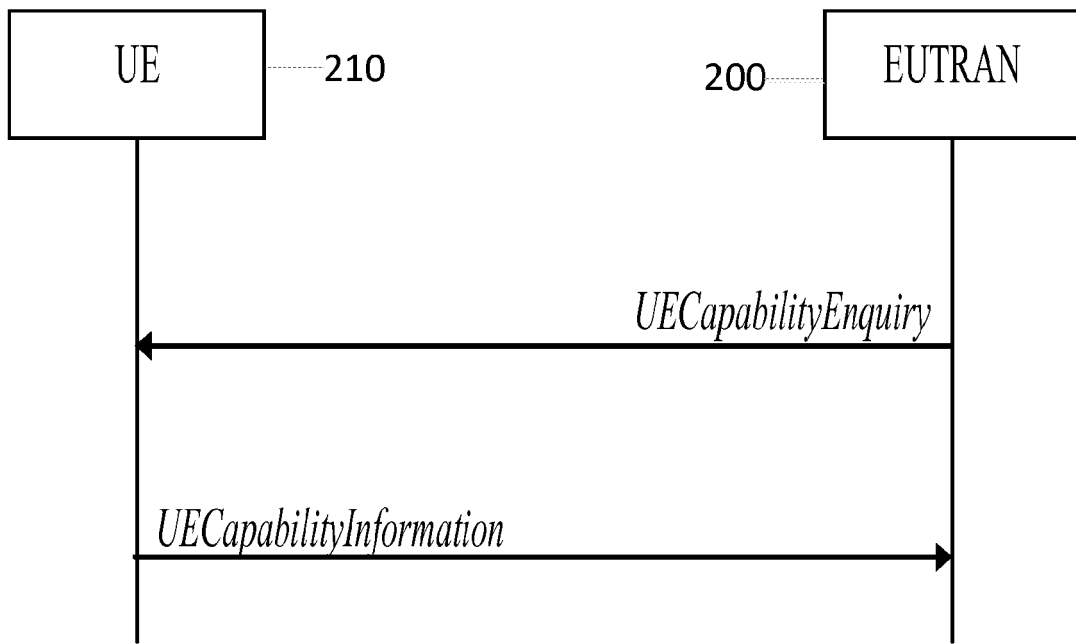 UE
210
200
EUTRAN
UECapabilityEnquiry
UECapabilityInformation